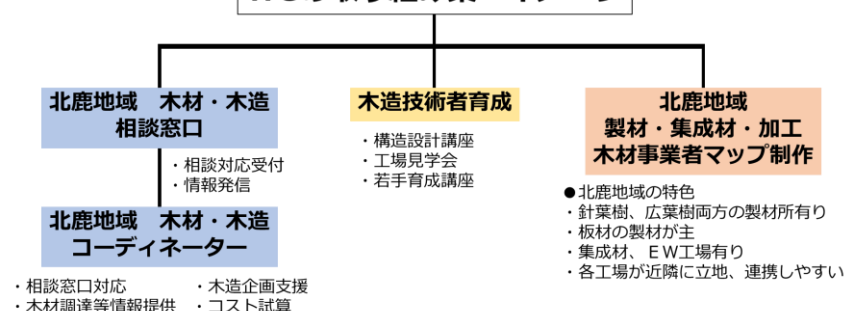 北鹿地域　木材・木造
相談窓口
・相談対応受付
・情報発信
北鹿地域　木材・木造
コーディネーター
・相談窓口対応　・木造企画支援
・木材調達等情報提供　・コスト試算
木造技術者育成
・構造設計講座
・工場見学会
・若手育成講座
北鹿地域
製材・集成材・加工
木材事業者マップ制作
●北鹿地域の特色
・針葉樹、広葉樹両方の製材所有り
・板材の製材が主
・集成材、ＥＷ工場有り
・各工場が近隣に立地、連携しやすい